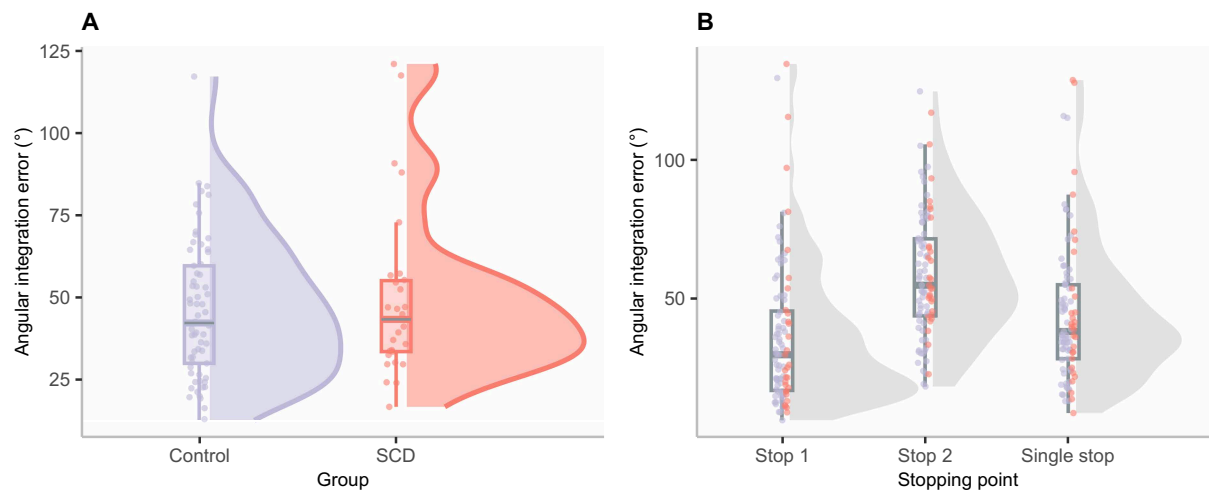 A
Angular integration error (°)
125
100
75
50
25
Control
SCD
Group
B
Angular integration error (°)
100
50
Stop 1
Stop 2
Single stop
Stopping point